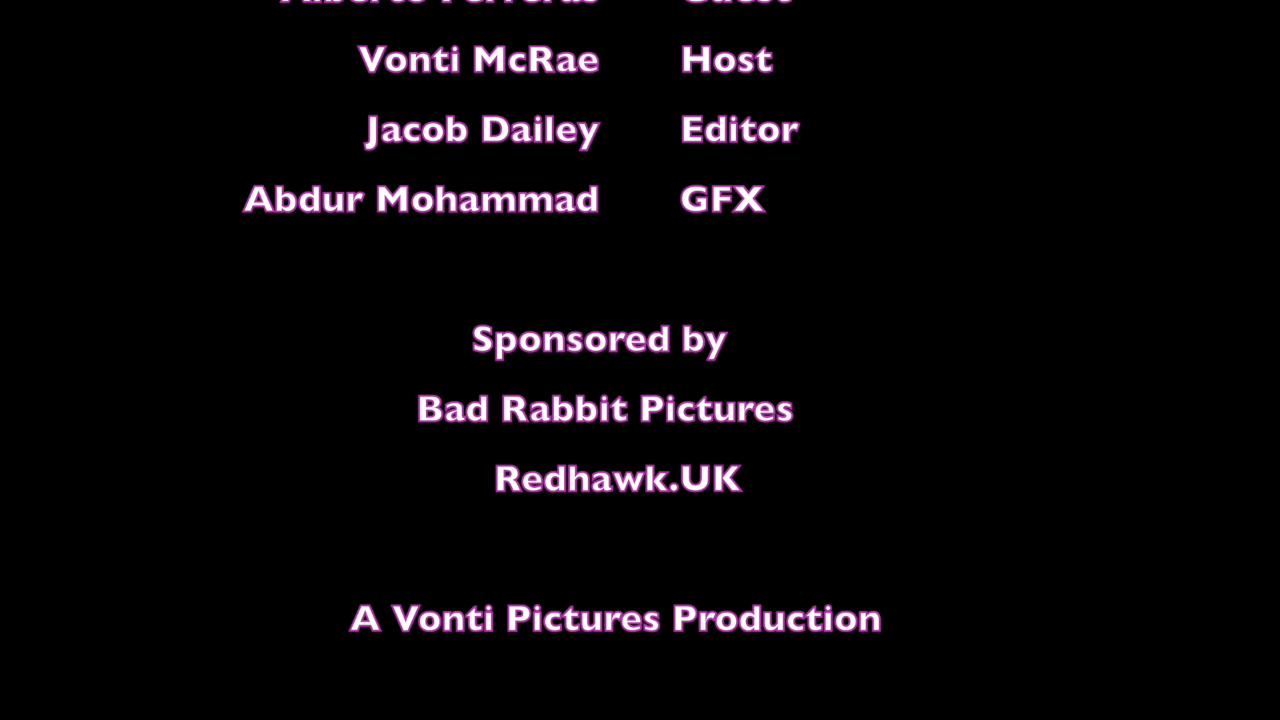 Guest
Vonti McRae Host
Jacob Dailey Editor
Abdur Mohammad GFX
Sponsored by
Bad Rabbit Pictures
Redhawk.UK
A Vonti Pictures Production